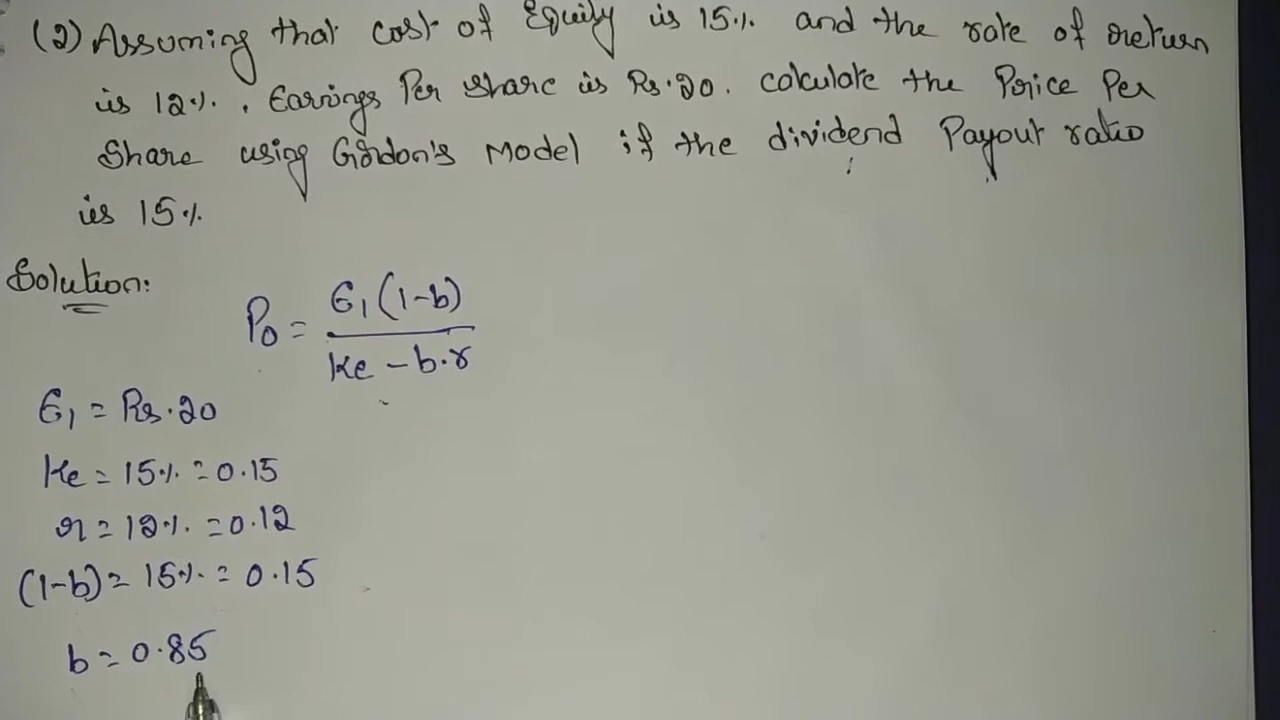 (2) Assuming that cost of Equity is 15%. and the rate of return
is 12%. , Earnings Per share is Rs.20. calculate the Price Per
Share using Gordon's Model if the dividend Payout ratio
is 15%
Solution:
P0 = E1(1-b) / Ke - b.r
E1 = Rs.20
Ke = 15% = 0.15
r = 12% = 0.12
(1-b) = 15% = 0.15
b = 0.85